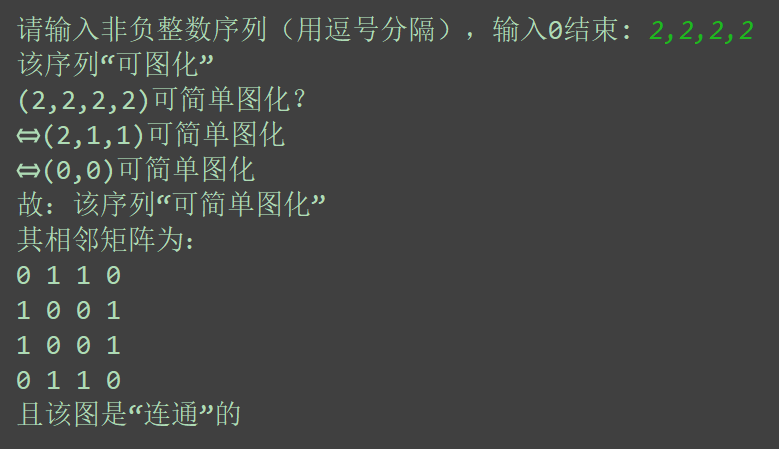 请输入非负整数序列（用逗号分隔），输入0结束: 2,2,2,2
该序列“可图化”
(2,2,2,2)可简单图化？
⇔(2,1,1)可简单图化
⇔(0,0)可简单图化
故：该序列“可简单图化”
其相邻矩阵为：
0 1 1 0
1 0 0 1
1 0 0 1
0 1 1 0
且该图是“连通”的